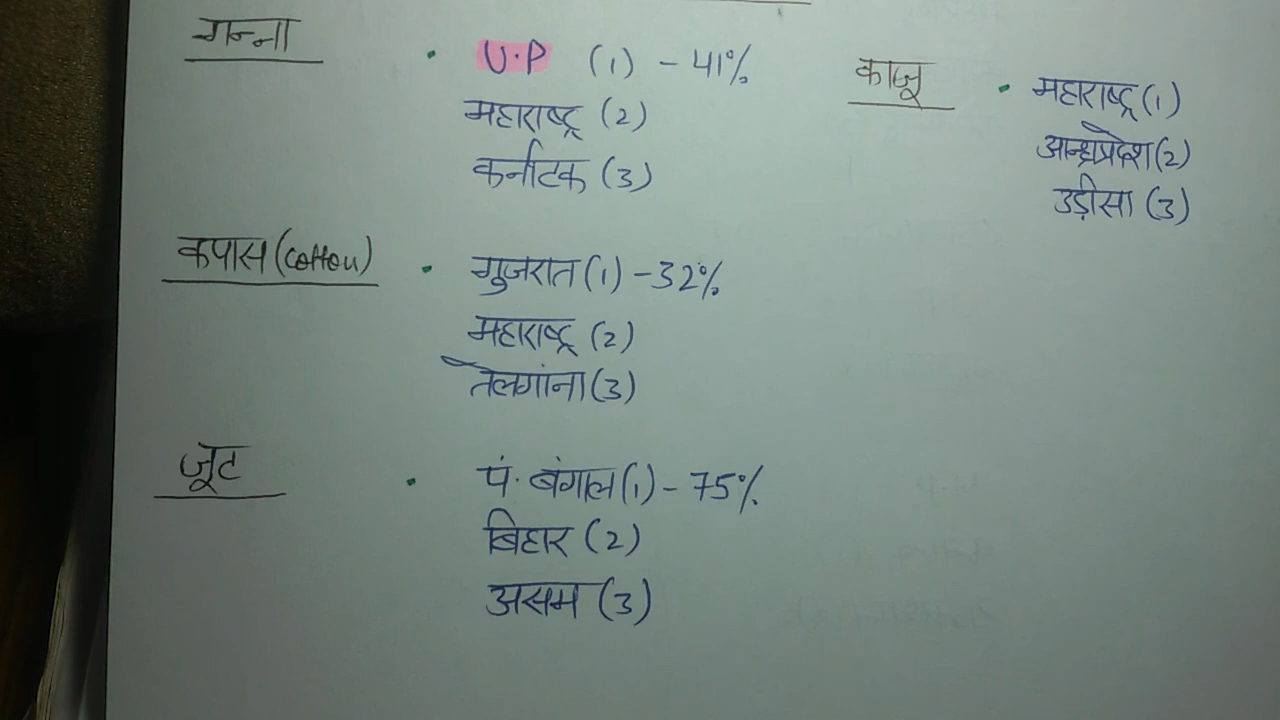 गन्ना
U.P (1) - 41%
महाराष्ट्र (2)
कर्नाटक (3)
काजू
महाराष्ट्र (1)
आन्ध्रप्रदेश (2)
उड़ीसा (3)
कपास (Cotton)
गुजरात (1) - 32%
महाराष्ट्र (2)
तेलगांना (3)
जूट
पं. बंगाल (1) - 75%
बिहार (2)
असम (3)